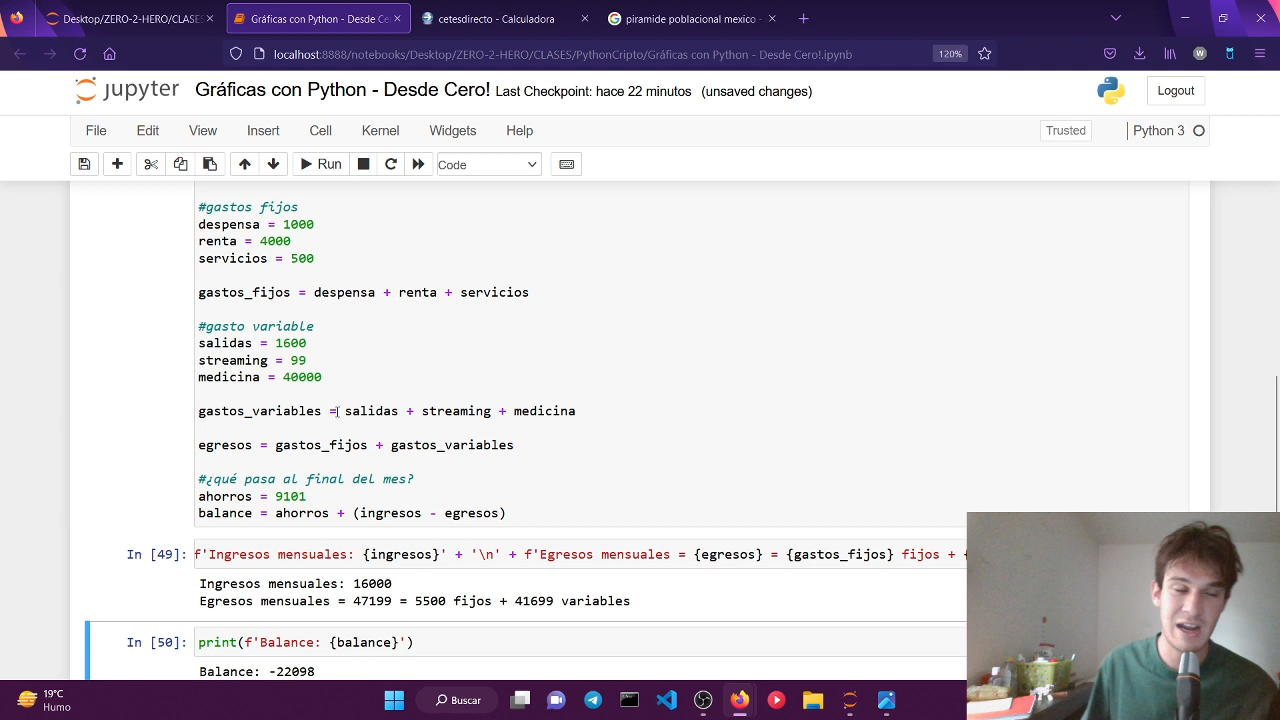 ZERO-2-HERO/CLASES
Gráficas con Python - Desde Ce
cetesdirecto - Calculadora
piramide poblacional mexico -
localhost:8888/notebooks/Desktop/ZERO-2-HERO/CLASES/PythonCripto/Gráficas con Python - Desde Cero!.ipynb
120%
W
jupyter Gráficas con Python - Desde Cero! Last Checkpoint: hace 22 minutos (unsaved changes)
Logout
File Edit View Insert Cell Kernel Widgets Help
Trusted
Python 3
Run
Code
#gastos fijos
despensa = 1000
renta = 4000
servicios = 500
gastos_fijos = despensa + renta + servicios
#gasto variable
salidas = 1600
streaming = 99
medicina = 40000
gastos_variables = salidas + streaming + medicina
egresos = gastos_fijos + gastos_variables
#¿qué pasa al final del mes?
ahorros = 9101
balance = ahorros + (ingresos - egresos)
In [49]: f'Ingresos mensuales: {ingresos}' + '\n' + f'Egresos mensuales = {egresos} = {gastos_fijos} fijos + {
Ingresos mensuales: 16000
Egresos mensuales = 47199 = 5500 fijos + 41699 variables
In [50]: print(f'Balance: {balance}')
Balance: -22098
19°C
Humo
Buscar